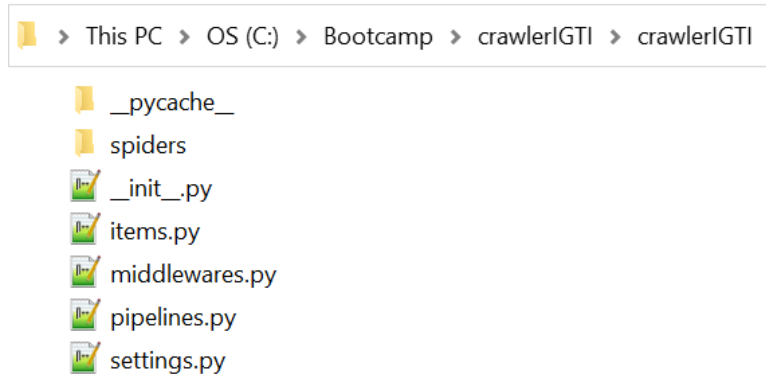 This PC > OS (C:) > Bootcamp > crawlerIGTI > crawlerIGTI
__pycache__
spiders
__init__.py
items.py
middlewares.py
pipelines.py
settings.py